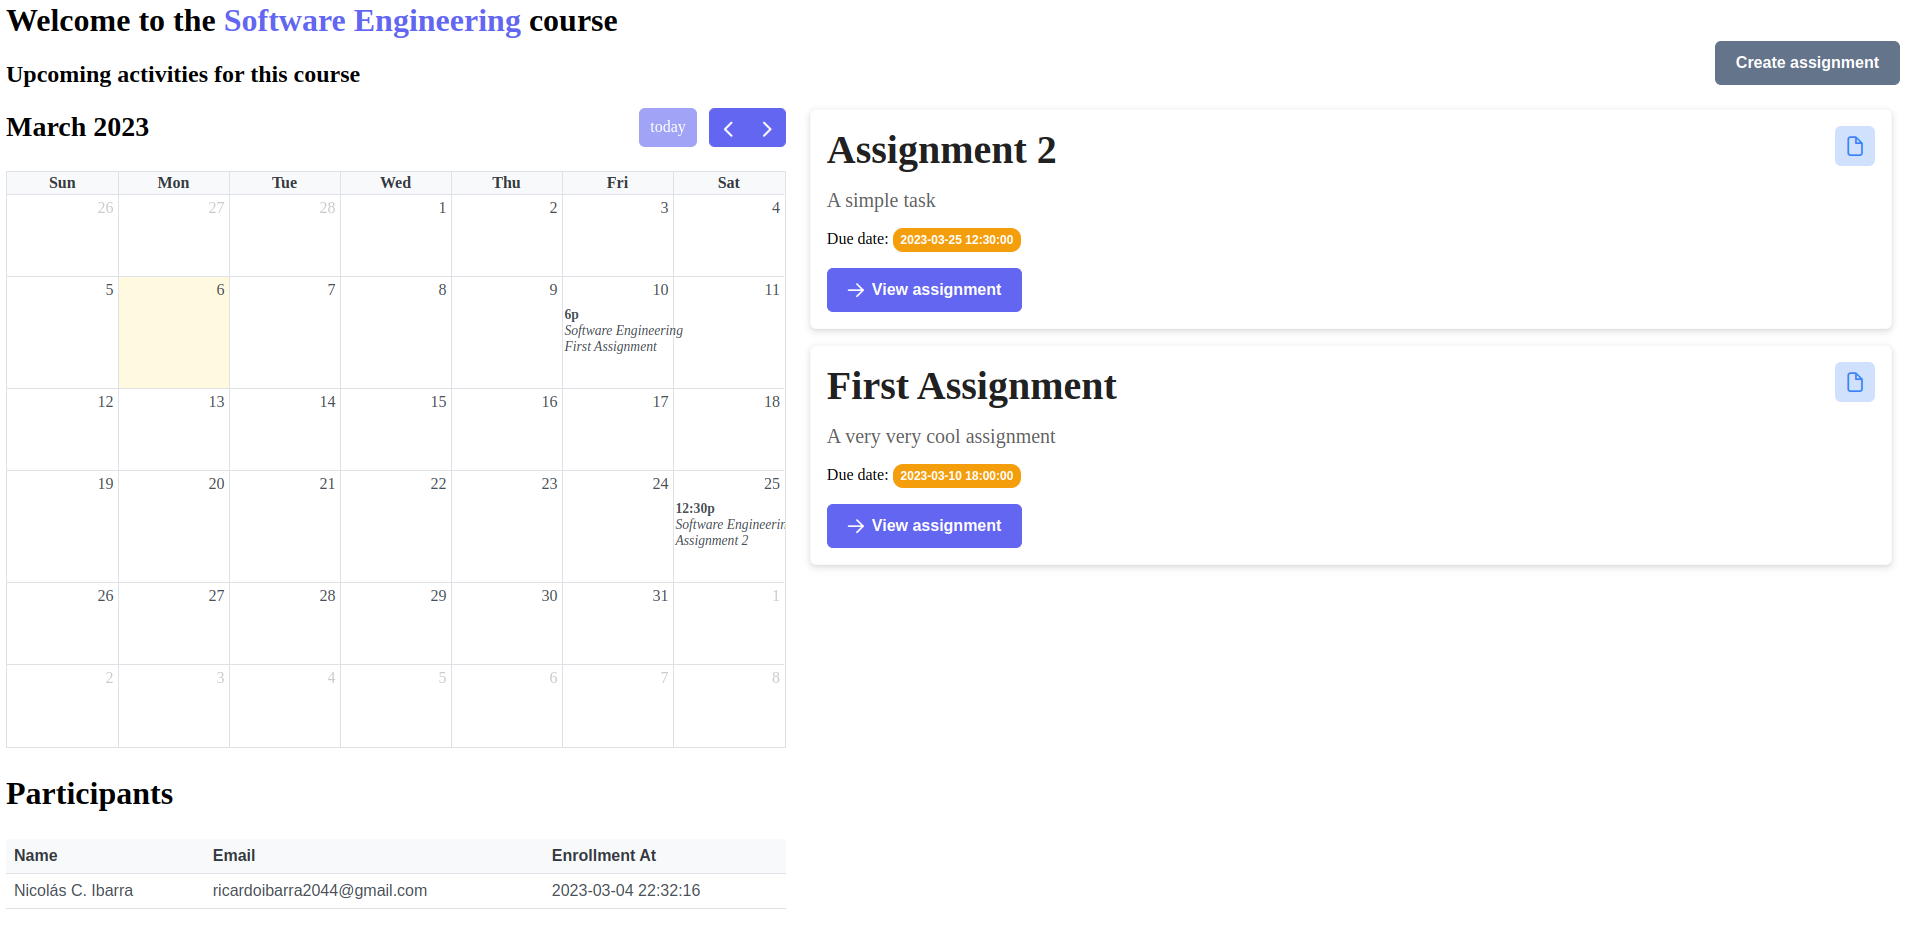 Welcome to the Software Engineering course
Upcoming activities for this course
Create assignment
March 2023
today
Sun Mon Tue Wed Thu Fri Sat
26 27 28 1 2 3 4
5 6 7 8 9 10 11
6p
Software Engineering
First Assignment
12 13 14 15 16 17 18
19 20 21 22 23 24 25
12:30p
Software Engineerin
Assignment 2
26 27 28 29 30 31 1
2 3 4 5 6 7 8
Assignment 2
A simple task
Due date: 2023-03-25 12:30:00
View assignment
First Assignment
A very very cool assignment
Due date: 2023-03-10 18:00:00
View assignment
Participants
Name Email Enrollment At
Nicolás C. Ibarra ricardoibarra2044@gmail.com 2023-03-04 22:32:16